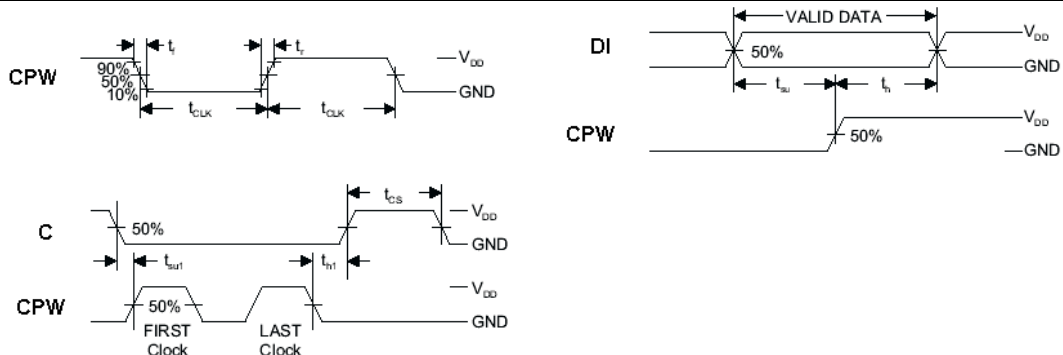 t_f
t_r
CPW
90%
50%
10%
V_DD
GND
t_CLK
t_CLK
VALID DATA
DI
50%
V_DD
GND
t_su
t_h
CPW
50%
V_DD
GND
t_CS
C
50%
V_DD
GND
t_su1
t_h1
CPW
50%
V_DD
GND
FIRST
Clock
LAST
Clock